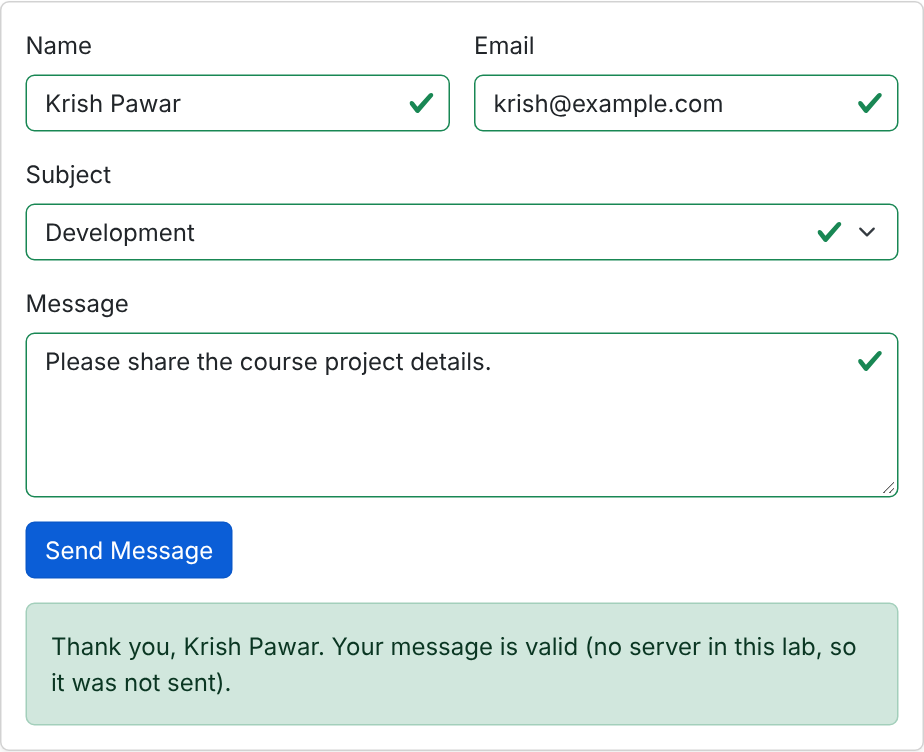 Name
Email
Krish Pawar
krish@example.com
Subject
Development
Message
Please share the course project details.
Send Message
Thank you, Krish Pawar. Your message is valid (no server in this lab, so
it was not sent).